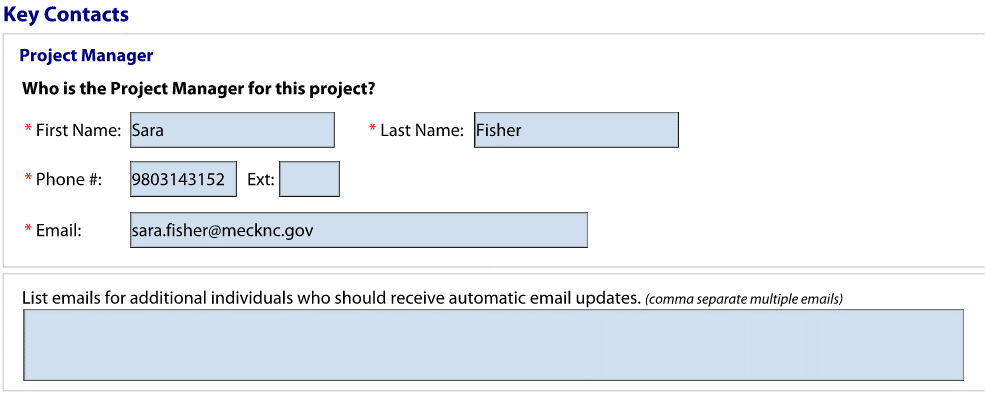 Key Contacts
Project Manager
Who is the Project Manager for this project?
* First Name: Sara * Last Name: Fisher
* Phone #: 9803143152 Ext:
* Email: sara.fisher@mecknc.gov
List emails for additional individuals who should receive automatic email updates. (comma separate multiple emails)